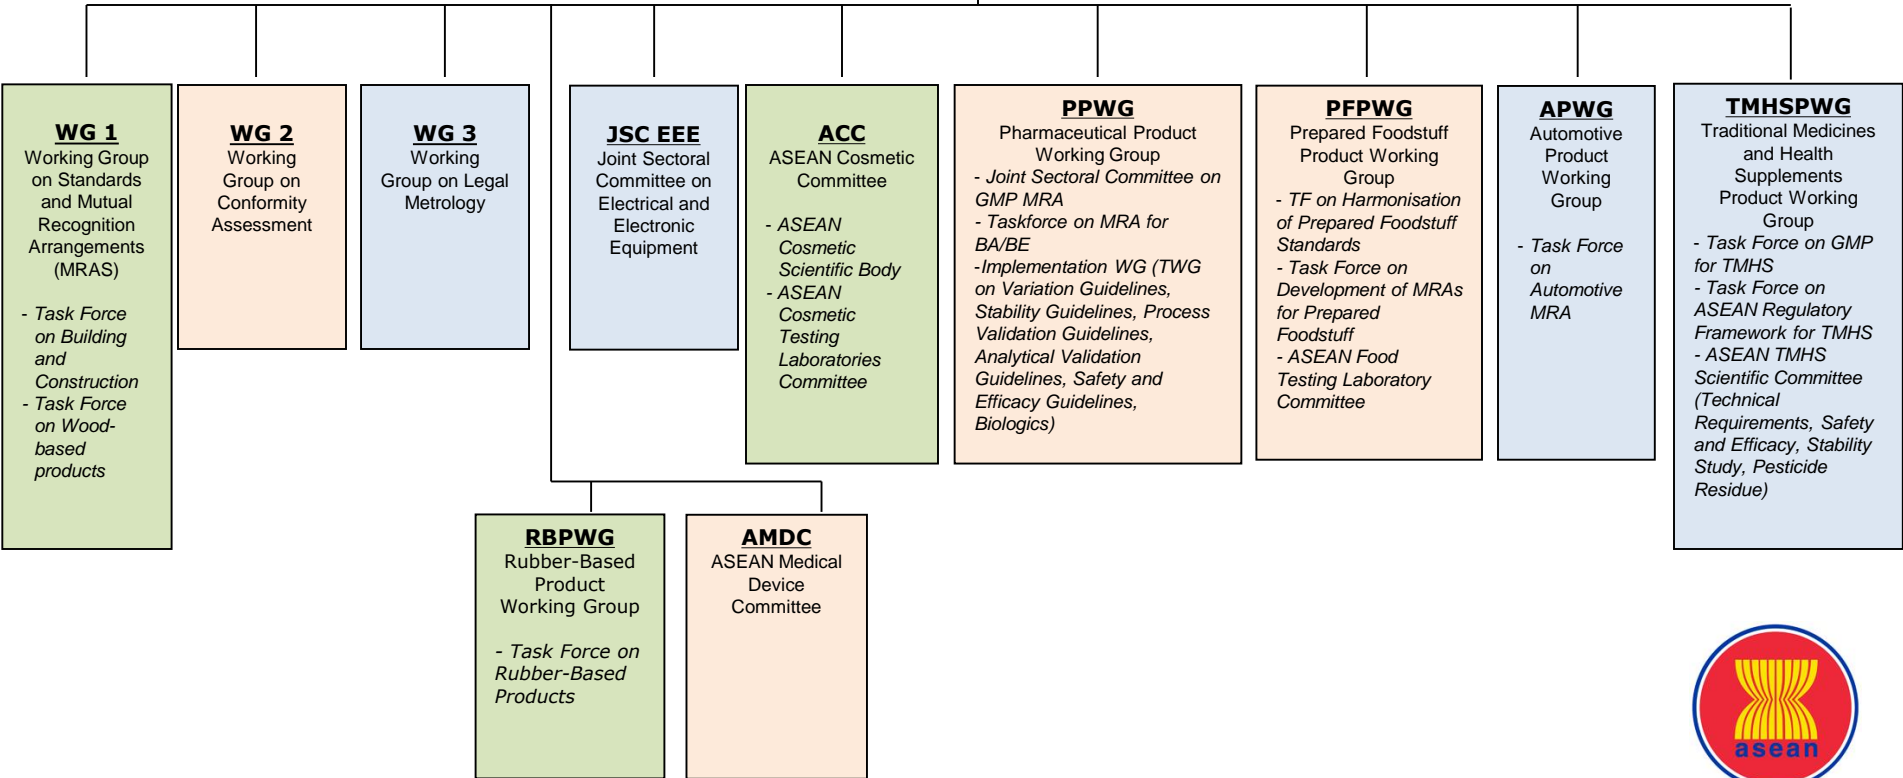 WG 1
Working Group
on Standards
and Mutual
Recognition
Arrangements
(MRAS)
- Task Force
on Building
and
Construction
- Task Force
on Wood-
based
products
WG 2
Working
Group on
Conformity
Assessment
WG 3
Working
Group on Legal
Metrology
JSC EEE
Joint Sectoral
Committee on
Electrical and
Electronic
Equipment
ACC
ASEAN Cosmetic
Committee
- ASEAN
Cosmetic
Scientific Body
- ASEAN
Cosmetic
Testing
Laboratories
Committee
PPWG
Pharmaceutical Product
Working Group
- Joint Sectoral Committee on
GMP MRA
- Taskforce on MRA for
BA/BE
-Implementation WG (TWG
on Variation Guidelines,
Stability Guidelines, Process
Validation Guidelines,
Analytical Validation
Guidelines, Safety and
Efficacy Guidelines,
Biologics)
PFPWG
Prepared Foodstuff
Product Working
Group
- TF on Harmonisation
of Prepared Foodstuff
Standards
- Task Force on
Development of MRAs
for Prepared
Foodstuff
- ASEAN Food
Testing Laboratory
Committee
APWG
Automotive
Product
Working
Group
- Task Force
on
Automotive
MRA
TMHSPWG
Traditional Medicines
and Health
Supplements
Product Working
Group
- Task Force on GMP
for TMHS
- Task Force on
ASEAN Regulatory
Framework for TMHS
- ASEAN TMHS
Scientific Committee
(Technical
Requirements, Safety
and Efficacy, Stability
Study, Pesticide
Residue)
RBPWG
Rubber-Based
Product
Working Group
- Task Force on
Rubber-Based
Products
AMDC
ASEAN Medical
Device
Committee
asean